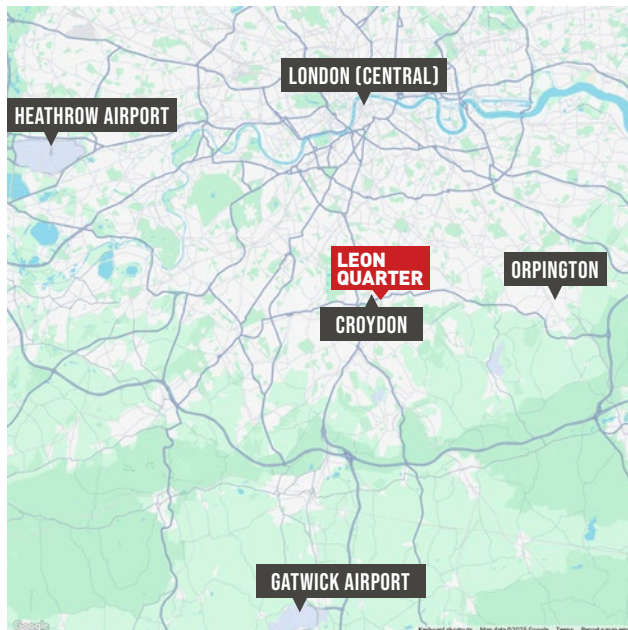 LONDON (CENTRAL)
HEATHROW AIRPORT
LEON
QUARTER
ORPINGTON
CROYDON
GATWICK AIRPORT
Google